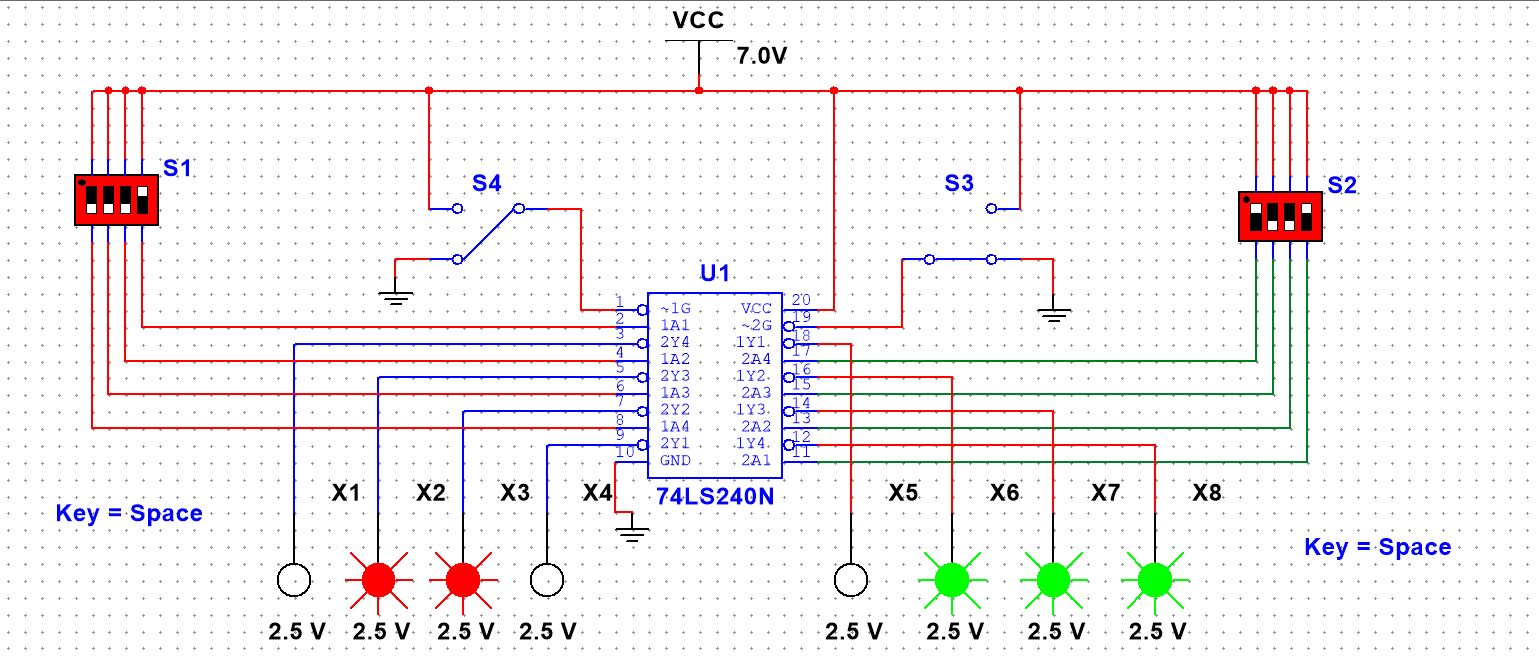 VCC
7.0V
S1
S4
S3
S2
U1
1 ~1G VCC 20
2 1A1 ~2G 19
3 2Y4 1Y1 18
4 1A2 2A4 17
5 2Y3 1Y2 16
6 1A3 2A3 15
7 2Y2 1Y3 14
8 1A4 2A2 13
9 2Y1 1Y4 12
10 GND 2A1 11
74LS240N
X1 X2 X3 X4 X5 X6 X7 X8
Key = Space
Key = Space
2.5 V 2.5 V 2.5 V 2.5 V 2.5 V 2.5 V 2.5 V 2.5 V